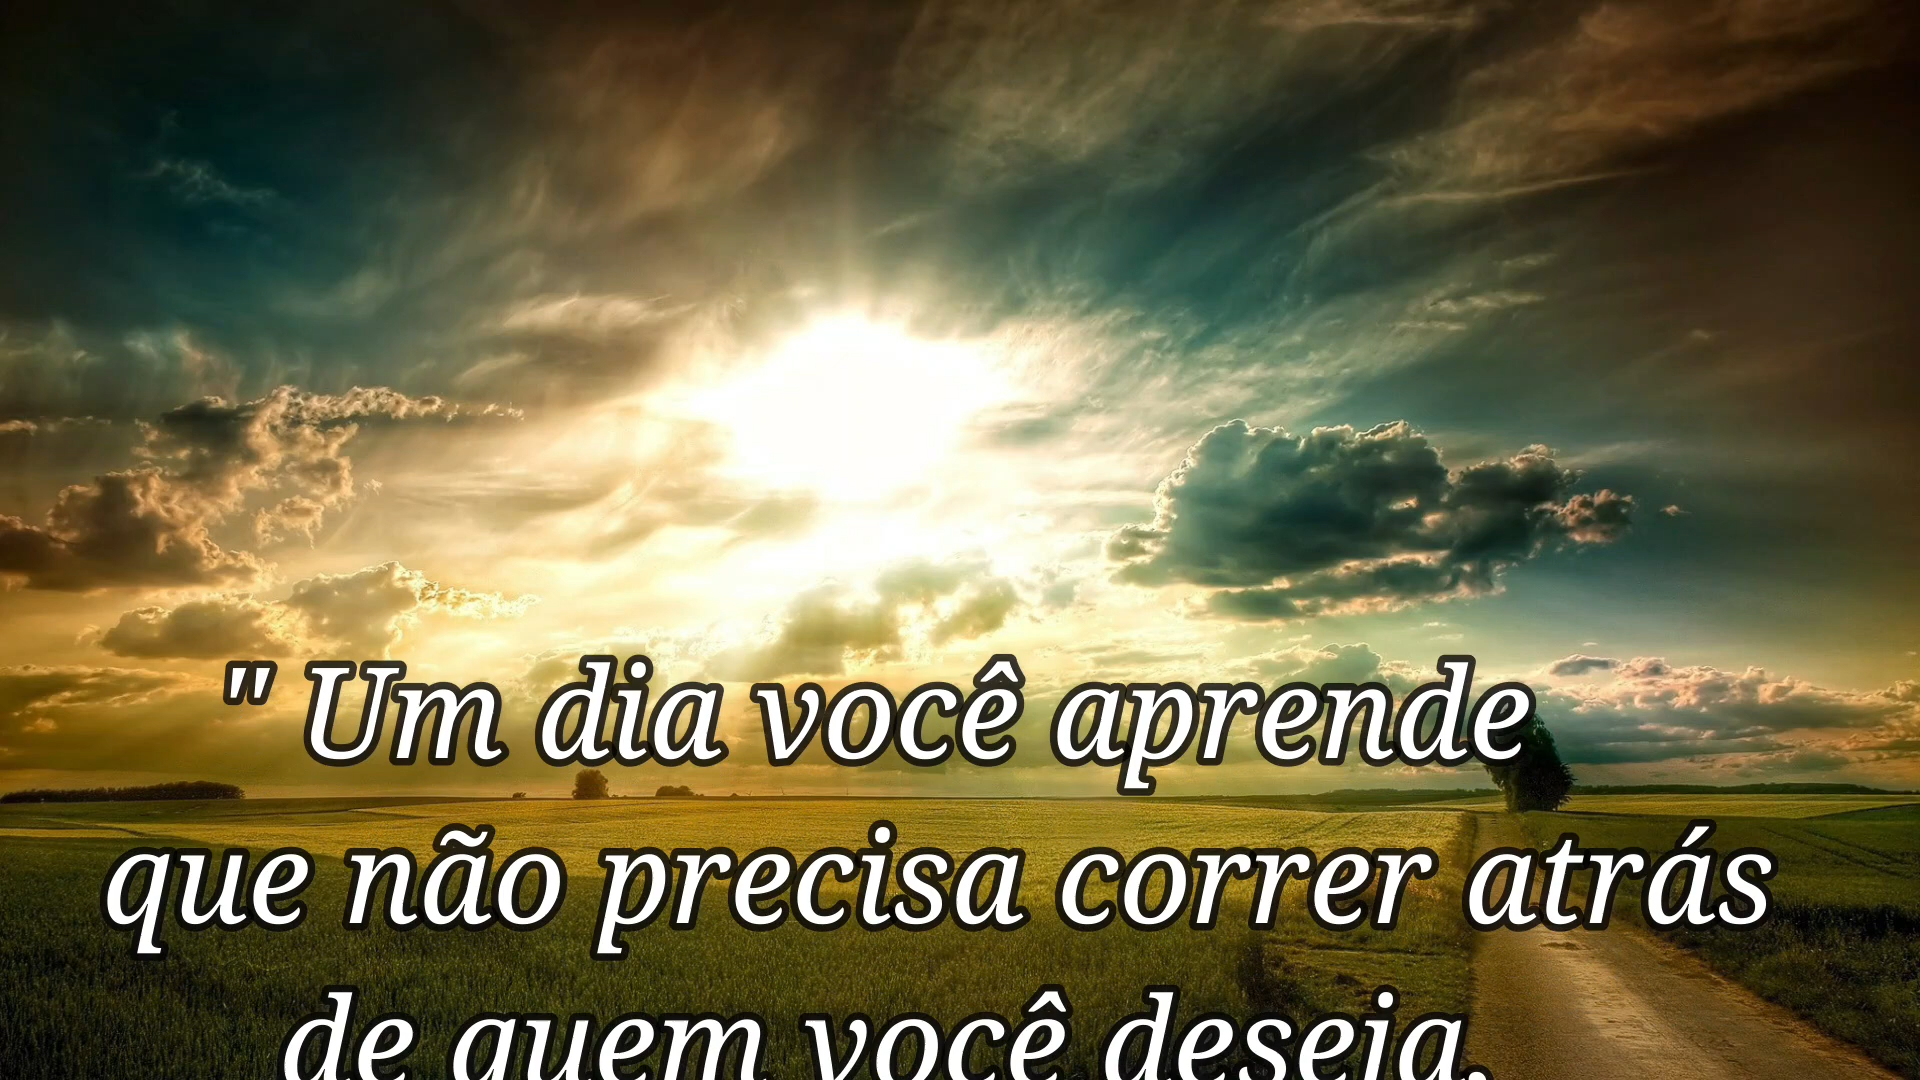 " Um dia você aprende
que não precisa correr atrás
de quem você deseja,